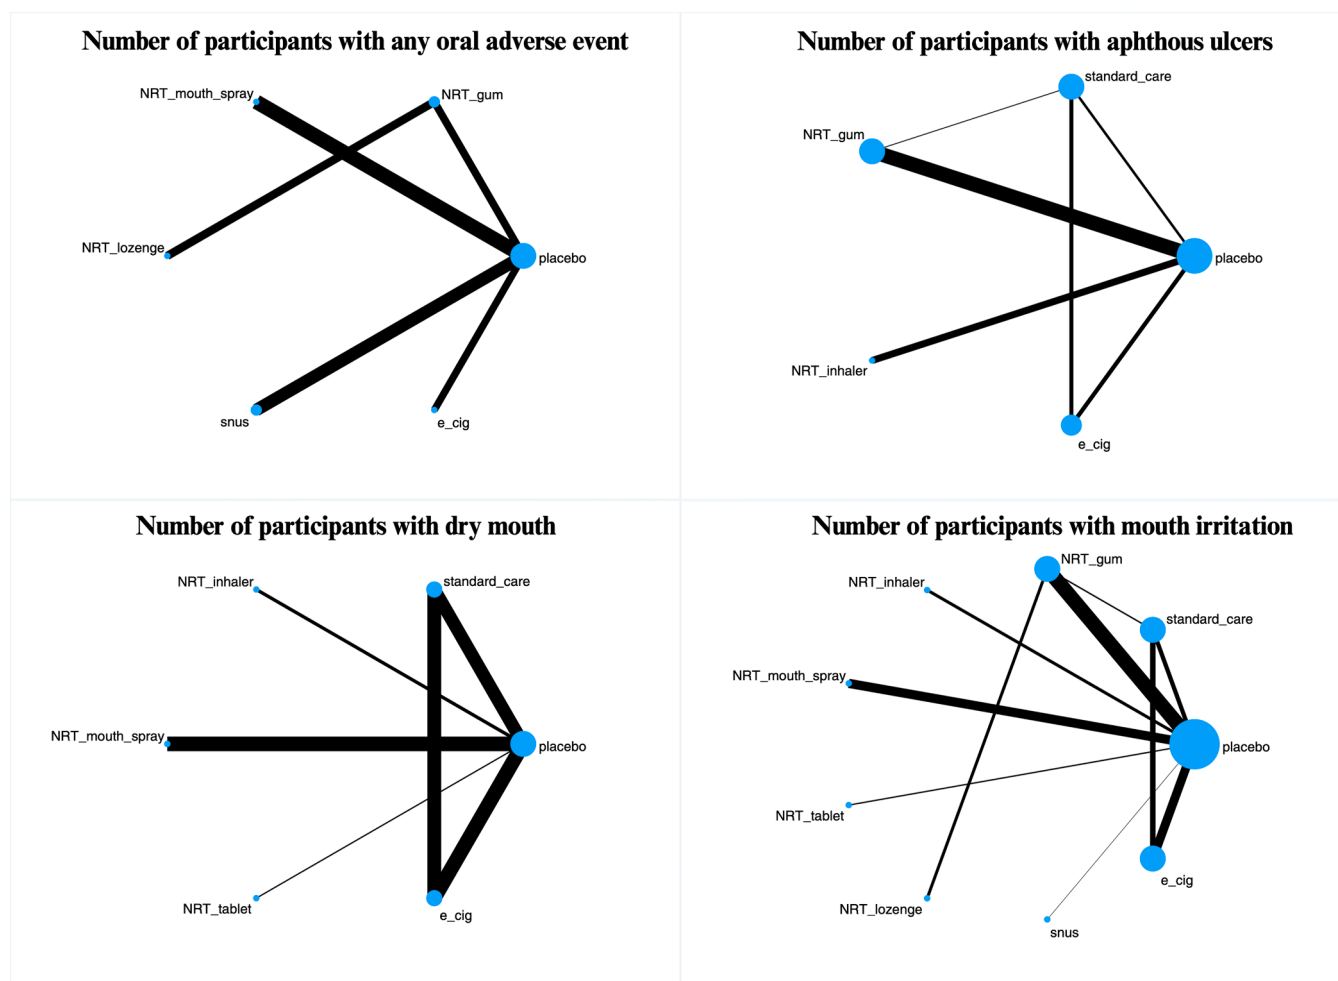 Number of participants with any oral adverse event
NRT_mouth_spray
NRT_gum
NRT_lozenge
placebo
snus
e_cig
Number of participants with aphthous ulcers
standard_care
NRT_gum
placebo
NRT_inhaler
e_cig
Number of participants with dry mouth
NRT_inhaler
standard_care
NRT_mouth_spray
placebo
NRT_tablet
e_cig
Number of participants with mouth irritation
NRT_gum
NRT_inhaler
standard_care
NRT_mouth_spray
placebo
NRT_tablet
e_cig
NRT_lozenge
snus